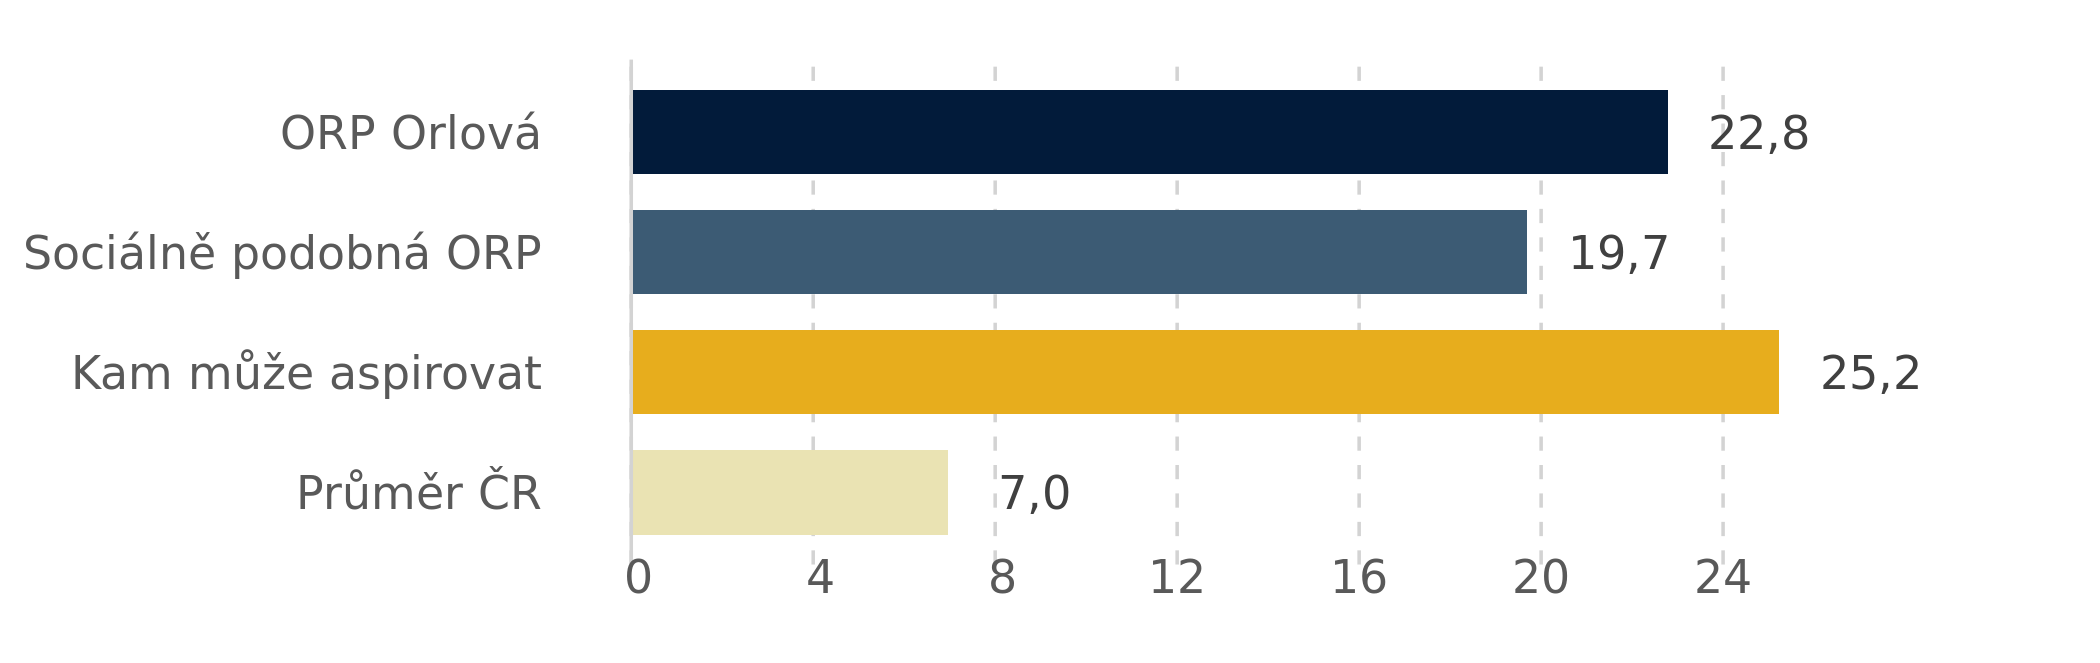 ORP Orlová 22,8
Sociálně podobná ORP 19,7
Kam může aspirovat 25,2
Průměr ČR 7,0
0 4 8 12 16 20 24